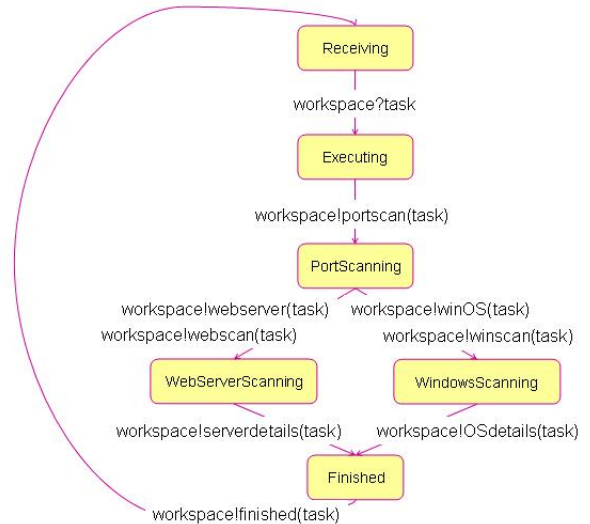 Receiving
workspace?task
Executing
workspace!portscan(task)
PortScanning
workspace!webserver(task) workspace!winOS(task)
workspace!webscan(task) workspace!winscan(task)
WebServerScanning WindowsScanning
workspace!serverdetails(task) workspace!OSdetails(task)
Finished
workspace!finished(task)